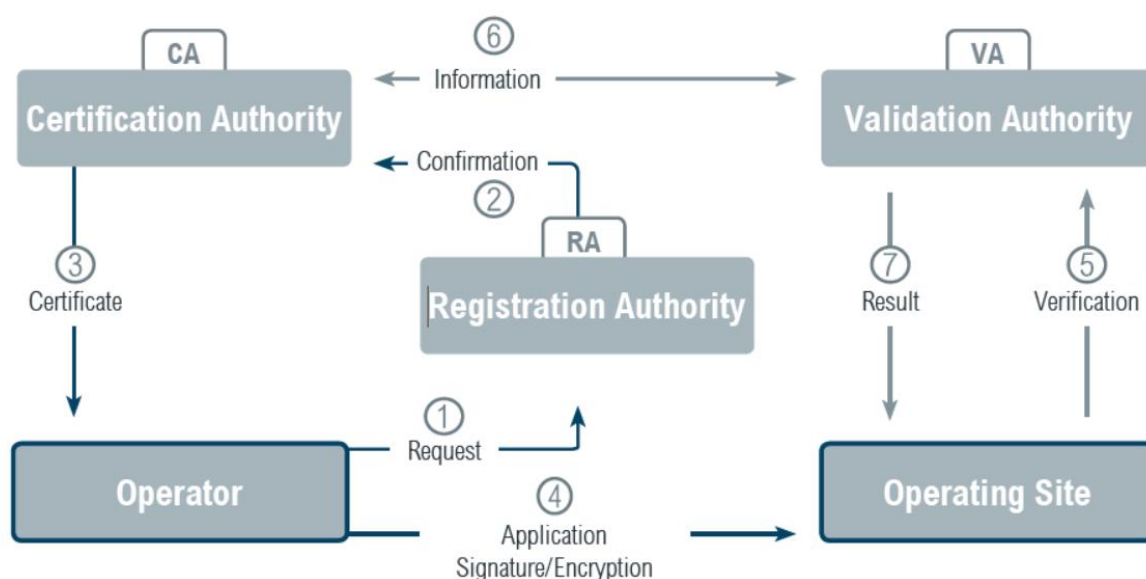 6
CA
Information
VA
Certification Authority
Validation Authority
Confirmation
2
RA
3
Certificate
Registration Authority
7
Result
5
Verification
1
Request
Operator
Operating Site
4
Application
Signature/Encryption